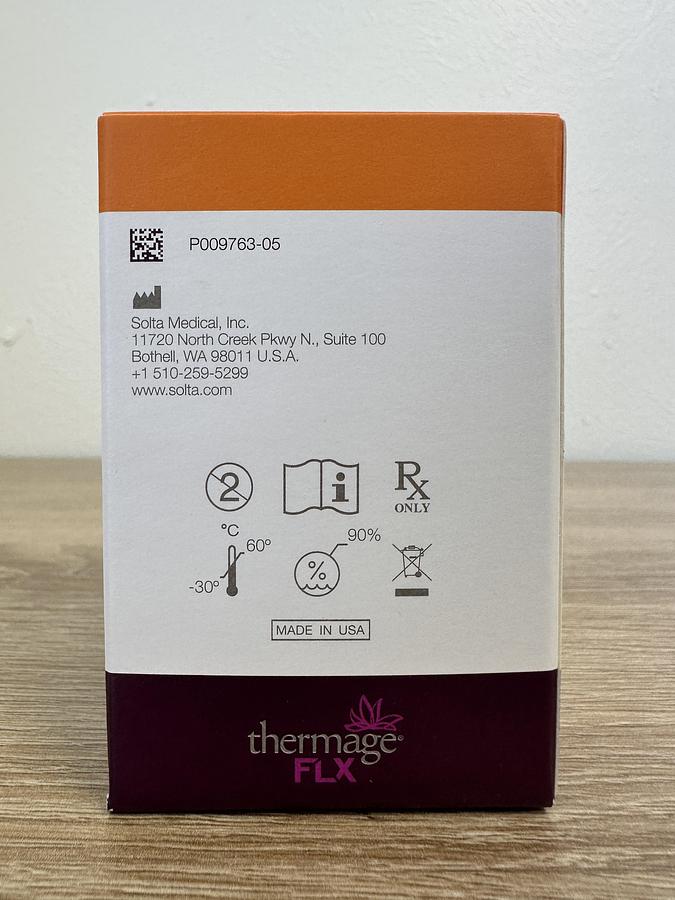 P009763-05
Solta Medical, Inc.
11720 North Creek Pkwy N., Suite 100
Bothell, WA 98011 U.S.A.
+1 510-259-5299
www.solta.com
2
i
Rx
ONLY
°C
60°
-30°
90%
%
MADE IN USA
thermage®
FLX